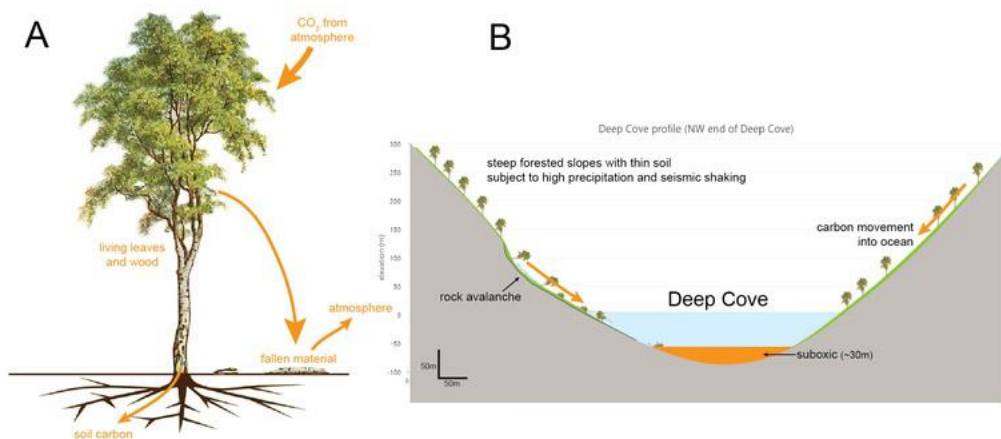 A
CO₂ from
atmosphere
living leaves
and wood
atmosphere
fallen material
soil carbon
B
Deep Cove profile (NW end of Deep Cove)
steep forested slopes with thin soil
subject to high precipitation and seismic shaking
carbon movement
into ocean
rock avalanche
Deep Cove
suboxic (~30m)
elevation (m)
300
250
200
150
100
50
0
-50
-100
50m
50m